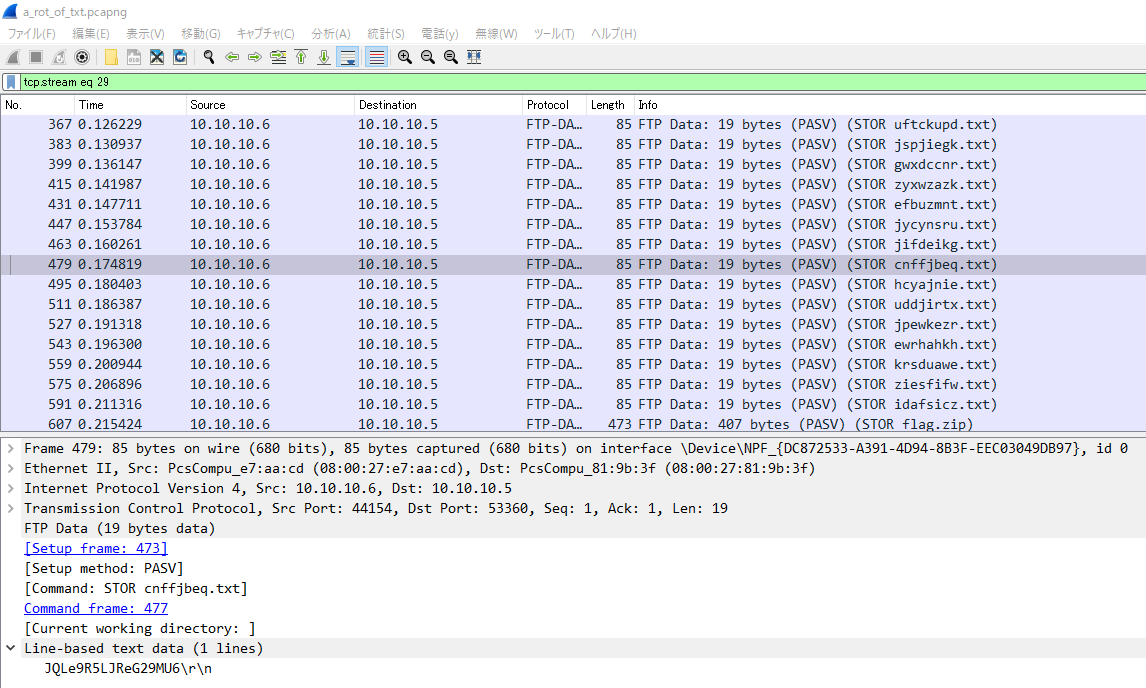 a_rot_of_txt.pcapng
ファイル(F) 編集(E) 表示(V) 移動(G) キャプチャ(C) 分析(A) 統計(S) 電話(y) 無線(W) ツール(T) ヘルプ(H)
tcp.stream eq 29
No. Time Source Destination Protocol Length Info
367 0.126229 10.10.10.6 10.10.10.5 FTP-DA… 85 FTP Data: 19 bytes (PASV) (STOR uftckupd.txt)
383 0.130937 10.10.10.6 10.10.10.5 FTP-DA… 85 FTP Data: 19 bytes (PASV) (STOR jspjiegk.txt)
399 0.136147 10.10.10.6 10.10.10.5 FTP-DA… 85 FTP Data: 19 bytes (PASV) (STOR gwxdccnr.txt)
415 0.141987 10.10.10.6 10.10.10.5 FTP-DA… 85 FTP Data: 19 bytes (PASV) (STOR zyxwzazk.txt)
431 0.147711 10.10.10.6 10.10.10.5 FTP-DA… 85 FTP Data: 19 bytes (PASV) (STOR efbuzmnt.txt)
447 0.153784 10.10.10.6 10.10.10.5 FTP-DA… 85 FTP Data: 19 bytes (PASV) (STOR jycynsru.txt)
463 0.160261 10.10.10.6 10.10.10.5 FTP-DA… 85 FTP Data: 19 bytes (PASV) (STOR jifdeikg.txt)
479 0.174819 10.10.10.6 10.10.10.5 FTP-DA… 85 FTP Data: 19 bytes (PASV) (STOR cnffjbeq.txt)
495 0.180403 10.10.10.6 10.10.10.5 FTP-DA… 85 FTP Data: 19 bytes (PASV) (STOR hcyajnie.txt)
511 0.186387 10.10.10.6 10.10.10.5 FTP-DA… 85 FTP Data: 19 bytes (PASV) (STOR uddjirtx.txt)
527 0.191318 10.10.10.6 10.10.10.5 FTP-DA… 85 FTP Data: 19 bytes (PASV) (STOR jpewkezr.txt)
543 0.196300 10.10.10.6 10.10.10.5 FTP-DA… 85 FTP Data: 19 bytes (PASV) (STOR ewrhahkh.txt)
559 0.200944 10.10.10.6 10.10.10.5 FTP-DA… 85 FTP Data: 19 bytes (PASV) (STOR krsduawe.txt)
575 0.206896 10.10.10.6 10.10.10.5 FTP-DA… 85 FTP Data: 19 bytes (PASV) (STOR ziesfifw.txt)
591 0.211316 10.10.10.6 10.10.10.5 FTP-DA… 85 FTP Data: 19 bytes (PASV) (STOR idafsicz.txt)
607 0.215424 10.10.10.6 10.10.10.5 FTP-DA… 473 FTP Data: 407 bytes (PASV) (STOR flag.zip)
Frame 479: 85 bytes on wire (680 bits), 85 bytes captured (680 bits) on interface \Device\NPF_{DC872533-A391-4D94-8B3F-EEC03049DB97}, id 0
Ethernet II, Src: PcsCompu_e7:aa:cd (08:00:27:e7:aa:cd), Dst: PcsCompu_81:9b:3f (08:00:27:81:9b:3f)
Internet Protocol Version 4, Src: 10.10.10.6, Dst: 10.10.10.5
Transmission Control Protocol, Src Port: 44154, Dst Port: 53360, Seq: 1, Ack: 1, Len: 19
FTP Data (19 bytes data)
[Setup frame: 473]
[Setup method: PASV]
[Command: STOR cnffjbeq.txt]
Command frame: 477
[Current working directory: ]
Line-based text data (1 lines)
JQLe9R5LJReG29MU6\r\n